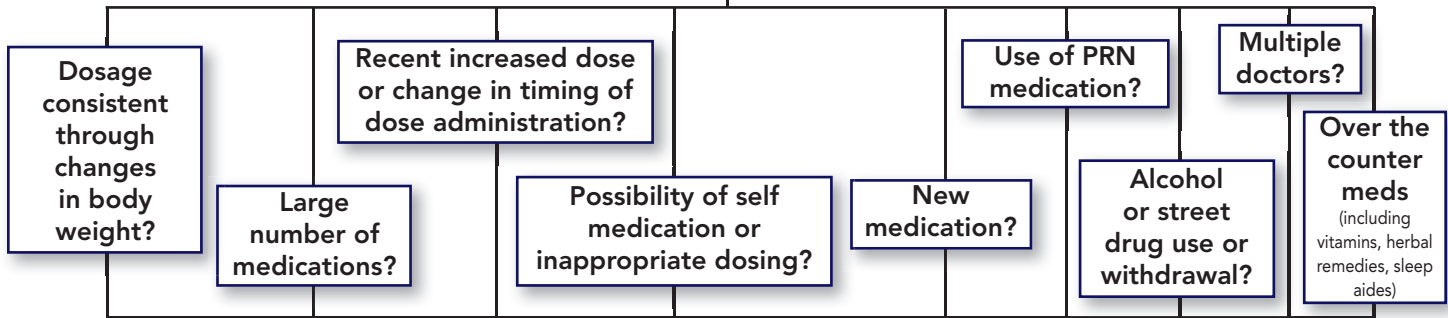 Dosage
consistent
through
changes
in body
weight?
Large
number of
medications?
Recent increased dose
or change in timing of
dose administration?
Possibility of self
medication or
inappropriate dosing?
New
medication?
Use of PRN
medication?
Alcohol
or street
drug use or
withdrawal?
Multiple
doctors?
Over the
counter
meds
(including
vitamins, herbal
remedies, sleep
aides)